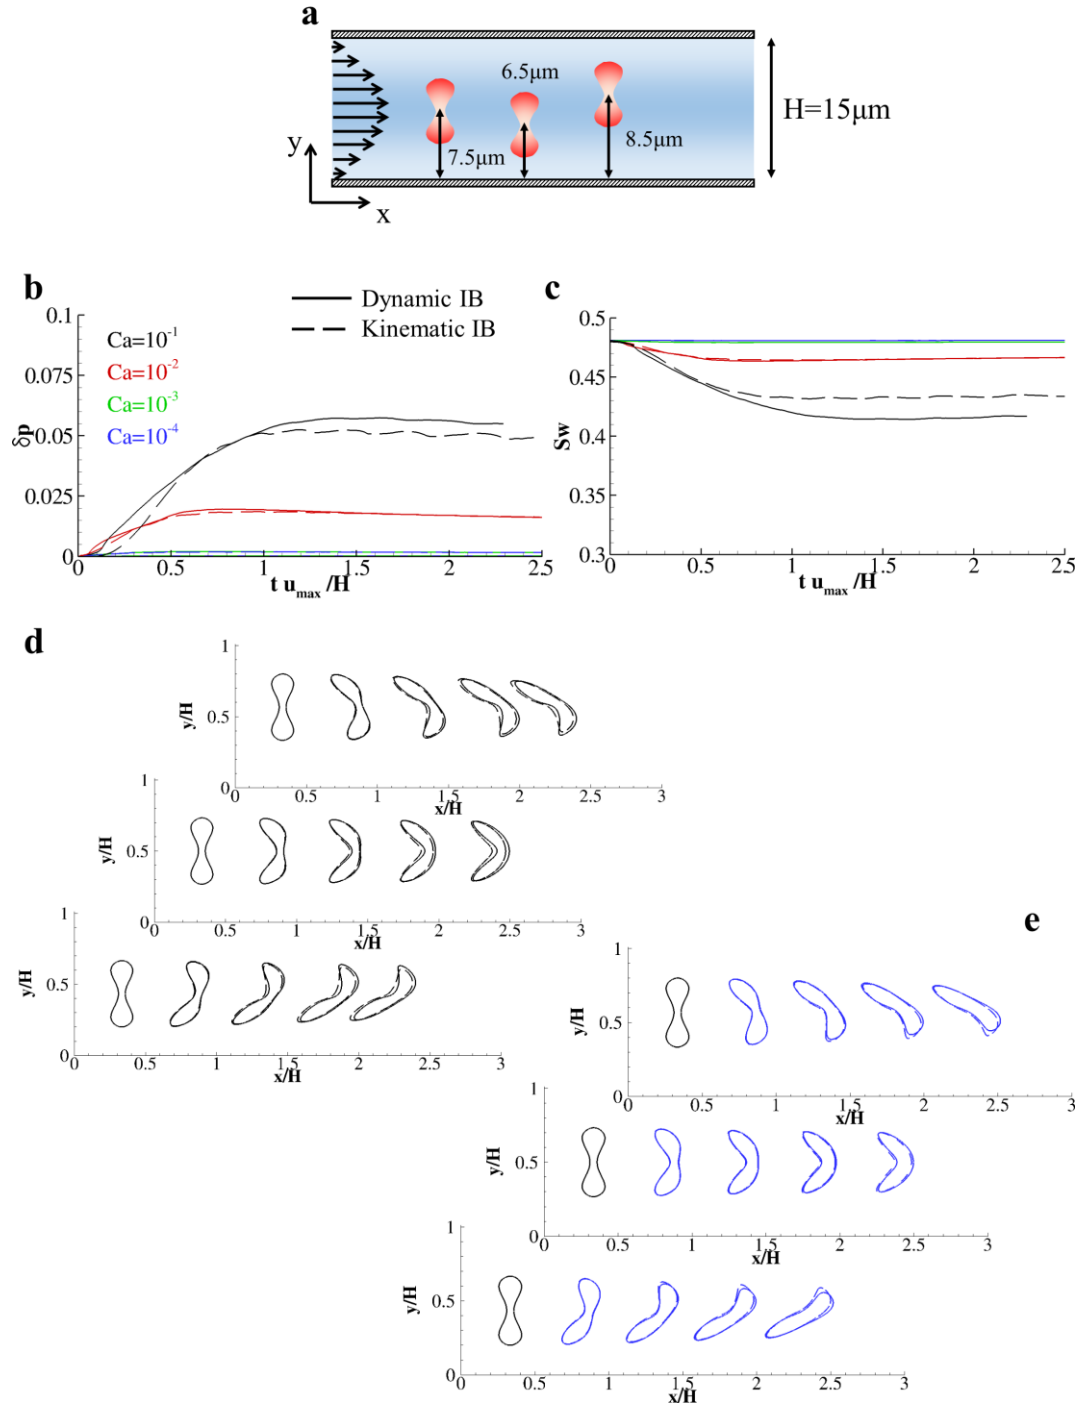 a
6.5μm
7.5μm
8.5μm
H=15μm
y
x
b
Dynamic IB
Kinematic IB
c
0.1
0.075
0.05
0.025
0
Ca=10-1
Ca=10-2
Ca=10-3
Ca=10-4
δp
0 0.5 1 1.5 2 2.5
t umax /H
0.5
0.45
0.4
0.35
0.3
Sw
0 0.5 1 1.5 2 2.5
t umax /H
d
1
0.5
0
y/H
0 0.5 1 1.5 2 2.5 3
x/H
1
0.5
0
y/H
0 0.5 1 1.5 2 2.5 3
x/H
1
0.5
0
y/H
0 0.5 1 1.5 2 2.5 3
x/H
e
1
0.5
0
y/H
0 0.5 1 1.5 2 2.5 3
x/H
1
0.5
0
y/H
0 0.5 1 1.5 2 2.5 3
x/H
1
0.5
0
y/H
0 0.5 1 1.5 2 2.5 3
x/H